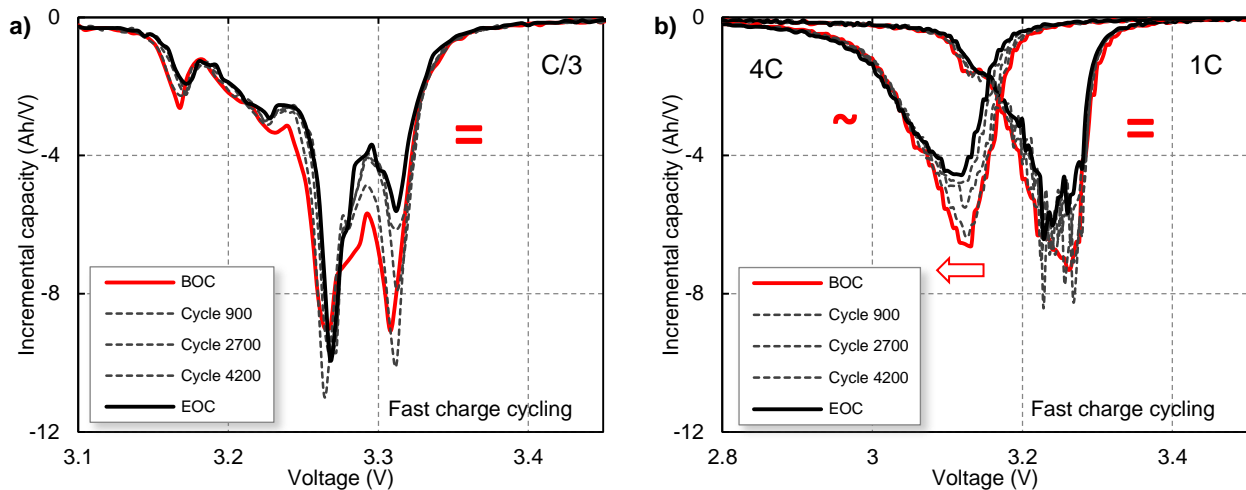 a)
0
-4
-8
-12
3.1
3.2
3.3
3.4
Incremental capacity (Ah/V)
Voltage (V)
C/3
=
BOC
Cycle 900
Cycle 2700
Cycle 4200
EOC
Fast charge cycling
b)
0
-4
-8
-12
2.8
3
3.2
3.4
Incremental capacity (Ah/V)
Voltage (V)
4C
1C
~
=
BOC
Cycle 900
Cycle 2700
Cycle 4200
EOC
Fast charge cycling